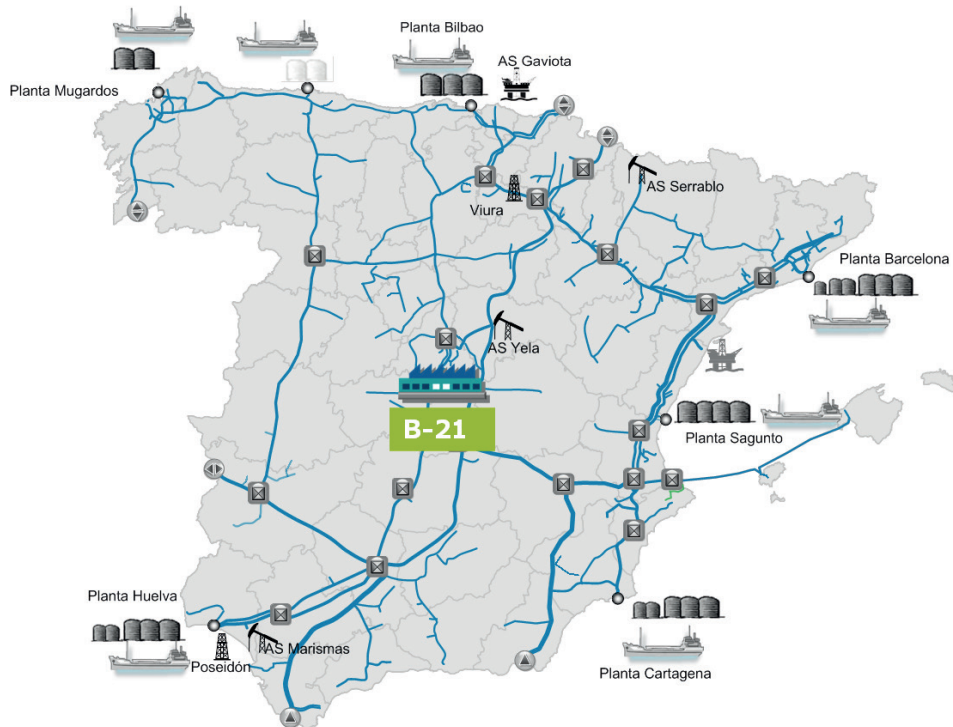 Planta Bilbao
AS Gaviota
Planta Mugardos
AS Serrablo
Viura
Planta Barcelona
AS Yela
B-21
Planta Sagunto
Planta Huelva
AS Marismas
Poseidón
Planta Cartagena